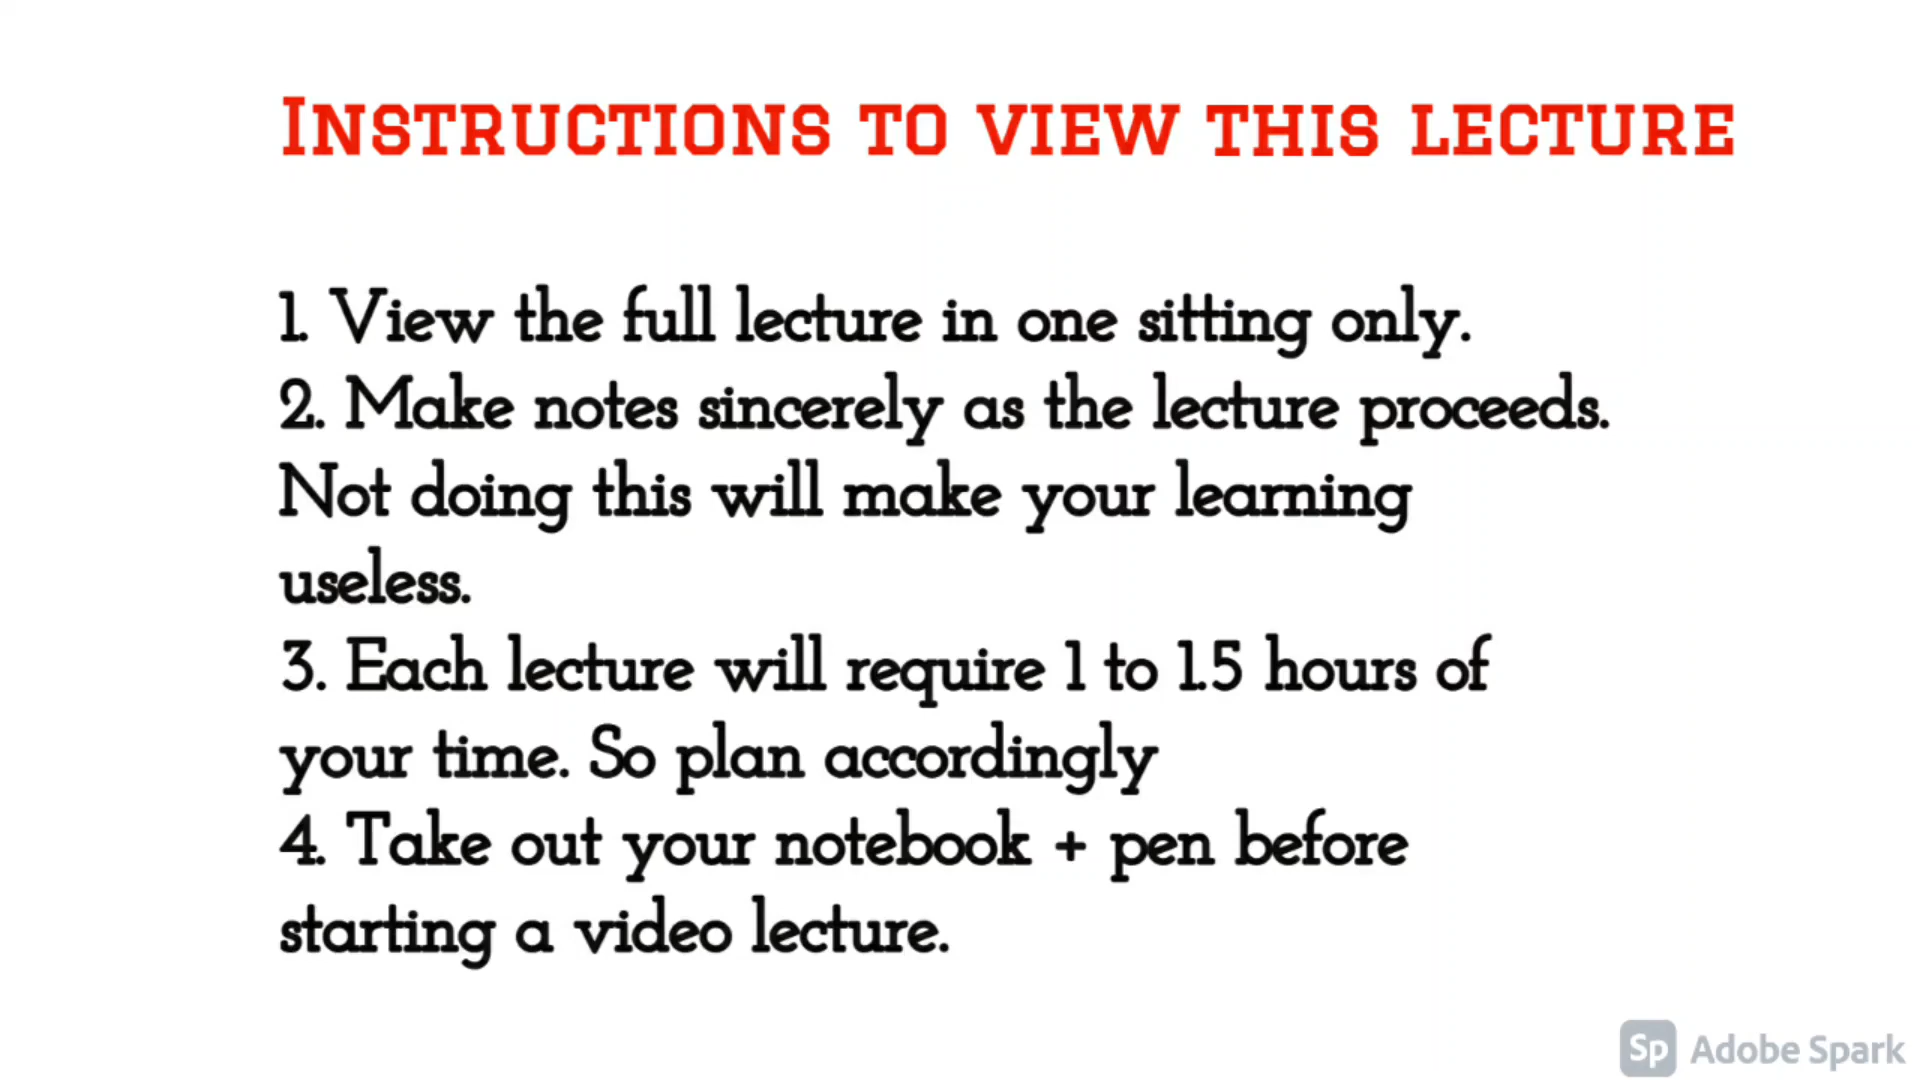 Instructions to view this lecture
1. View the full lecture in one sitting only.
2. Make notes sincerely as the lecture proceeds.
Not doing this will make your learning
useless.
3. Each lecture will require 1 to 1.5 hours of
your time. So plan accordingly
4. Take out your notebook + pen before
starting a video lecture.
Sp Adobe Spark